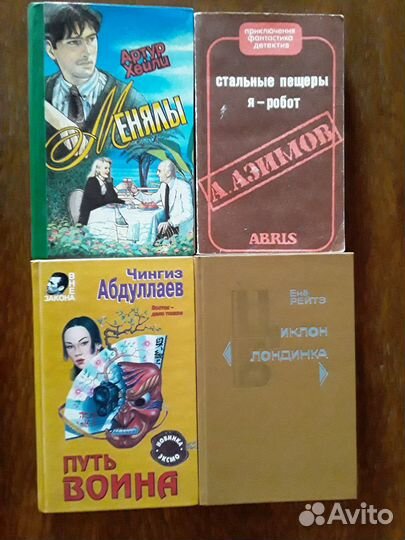 Артур
Хейли
Менялы
приключения
фантастика
детектив
стальные пещеры
я – робот
А. АЗИМОВ
ABRIS
ВНЕ
ЗАКОНА
Чингиз
Абдуллаев
Восток –
дело тонкое
НОВИНКА
ЭКСМО
ПУТЬ
ВОИНА
Енё
РЕЙТЭ
ЦИКЛОН
БЛОНДИНКА
Avito